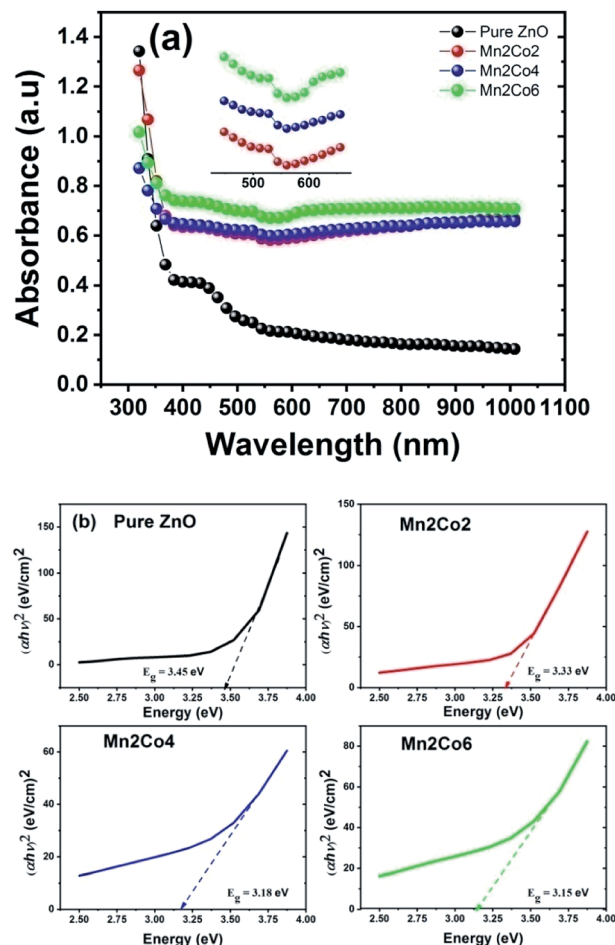 (a)
Pure ZnO
Mn2Co2
Mn2Co4
Mn2Co6
1.4
1.2
1.0
0.8
0.6
0.4
0.2
0.0
Absorbance (a.u)
500 600
300 400 500 600 700 800 900 1000 1100
Wavelength (nm)
(b) Pure ZnO
150
100
50
0
(αhν)² (eV/cm)²
E_g = 3.45 eV
2.50 2.75 3.00 3.25 3.50 3.75 4.00
Energy (eV)
Mn2Co2
150
100
50
0
(αhν)² (eV/cm)²
E_g = 3.33 eV
2.50 2.75 3.00 3.25 3.50 3.75 4.00
Energy (eV)
Mn2Co4
60
40
20
0
(αhν)² (eV/cm)²
E_g = 3.18 eV
2.50 2.75 3.00 3.25 3.50 3.75 4.00
Energy (eV)
Mn2Co6
80
60
40
20
0
(αhν)² (eV/cm)²
E_g = 3.15 eV
2.50 2.75 3.00 3.25 3.50 3.75 4.00
Energy (eV)